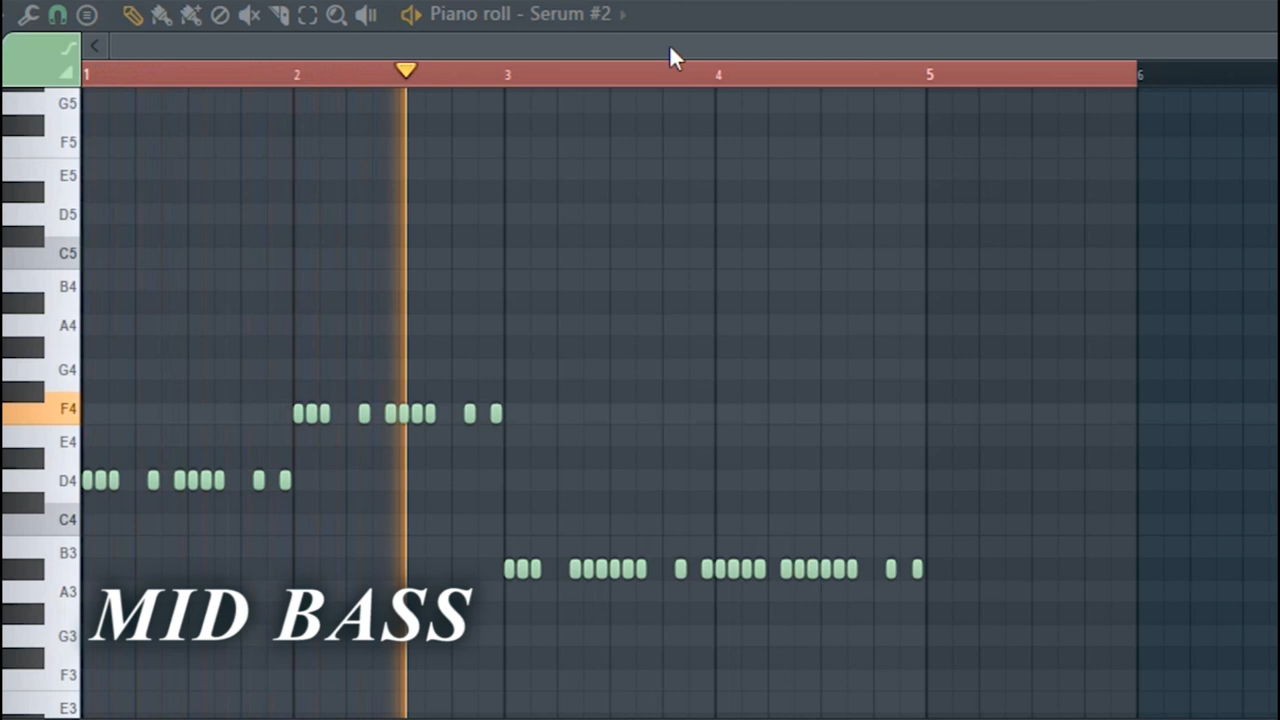 Piano roll - Serum #2
1 2 3 4 5 6
G5
F5
E5
D5
C5
B4
A4
G4
F4
E4
D4
C4
B3
A3
G3
F3
E3
MID BASS